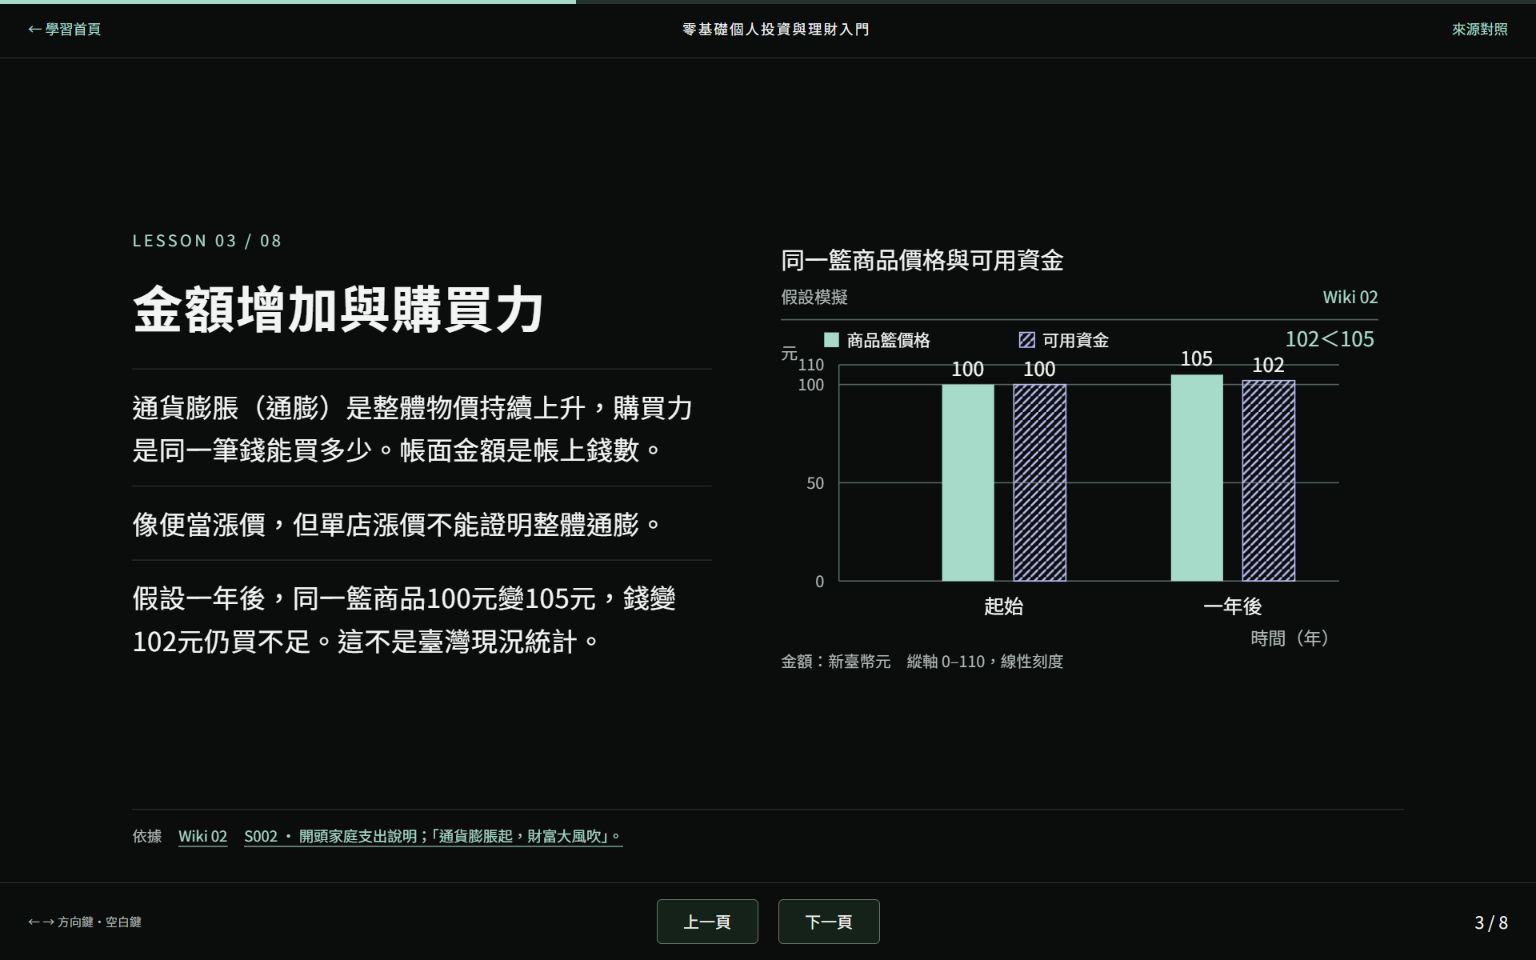 ← 學習首頁
零基礎個人投資與理財入門
來源對照
LESSON 03 / 08
金額增加與購買力
通貨膨脹（通膨）是整體物價持續上升，購買力
是同一筆錢能買多少。帳面金額是帳上錢數。
像便當漲價，但單店漲價不能證明整體通膨。
假設一年後，同一籃商品100元變105元，錢變
102元仍買不足。這不是臺灣現況統計。
同一籃商品價格與可用資金
假設模擬
Wiki 02
商品籃價格
可用資金
102＜105
元
110
100
50
0
100
100
105
102
起始
一年後
時間（年）
金額：新臺幣元　縱軸 0–110，線性刻度
依據
Wiki 02
S002 · 開頭家庭支出說明；「通貨膨脹起，財富大風吹」。
← → 方向鍵・空白鍵
上一頁
下一頁
3 / 8